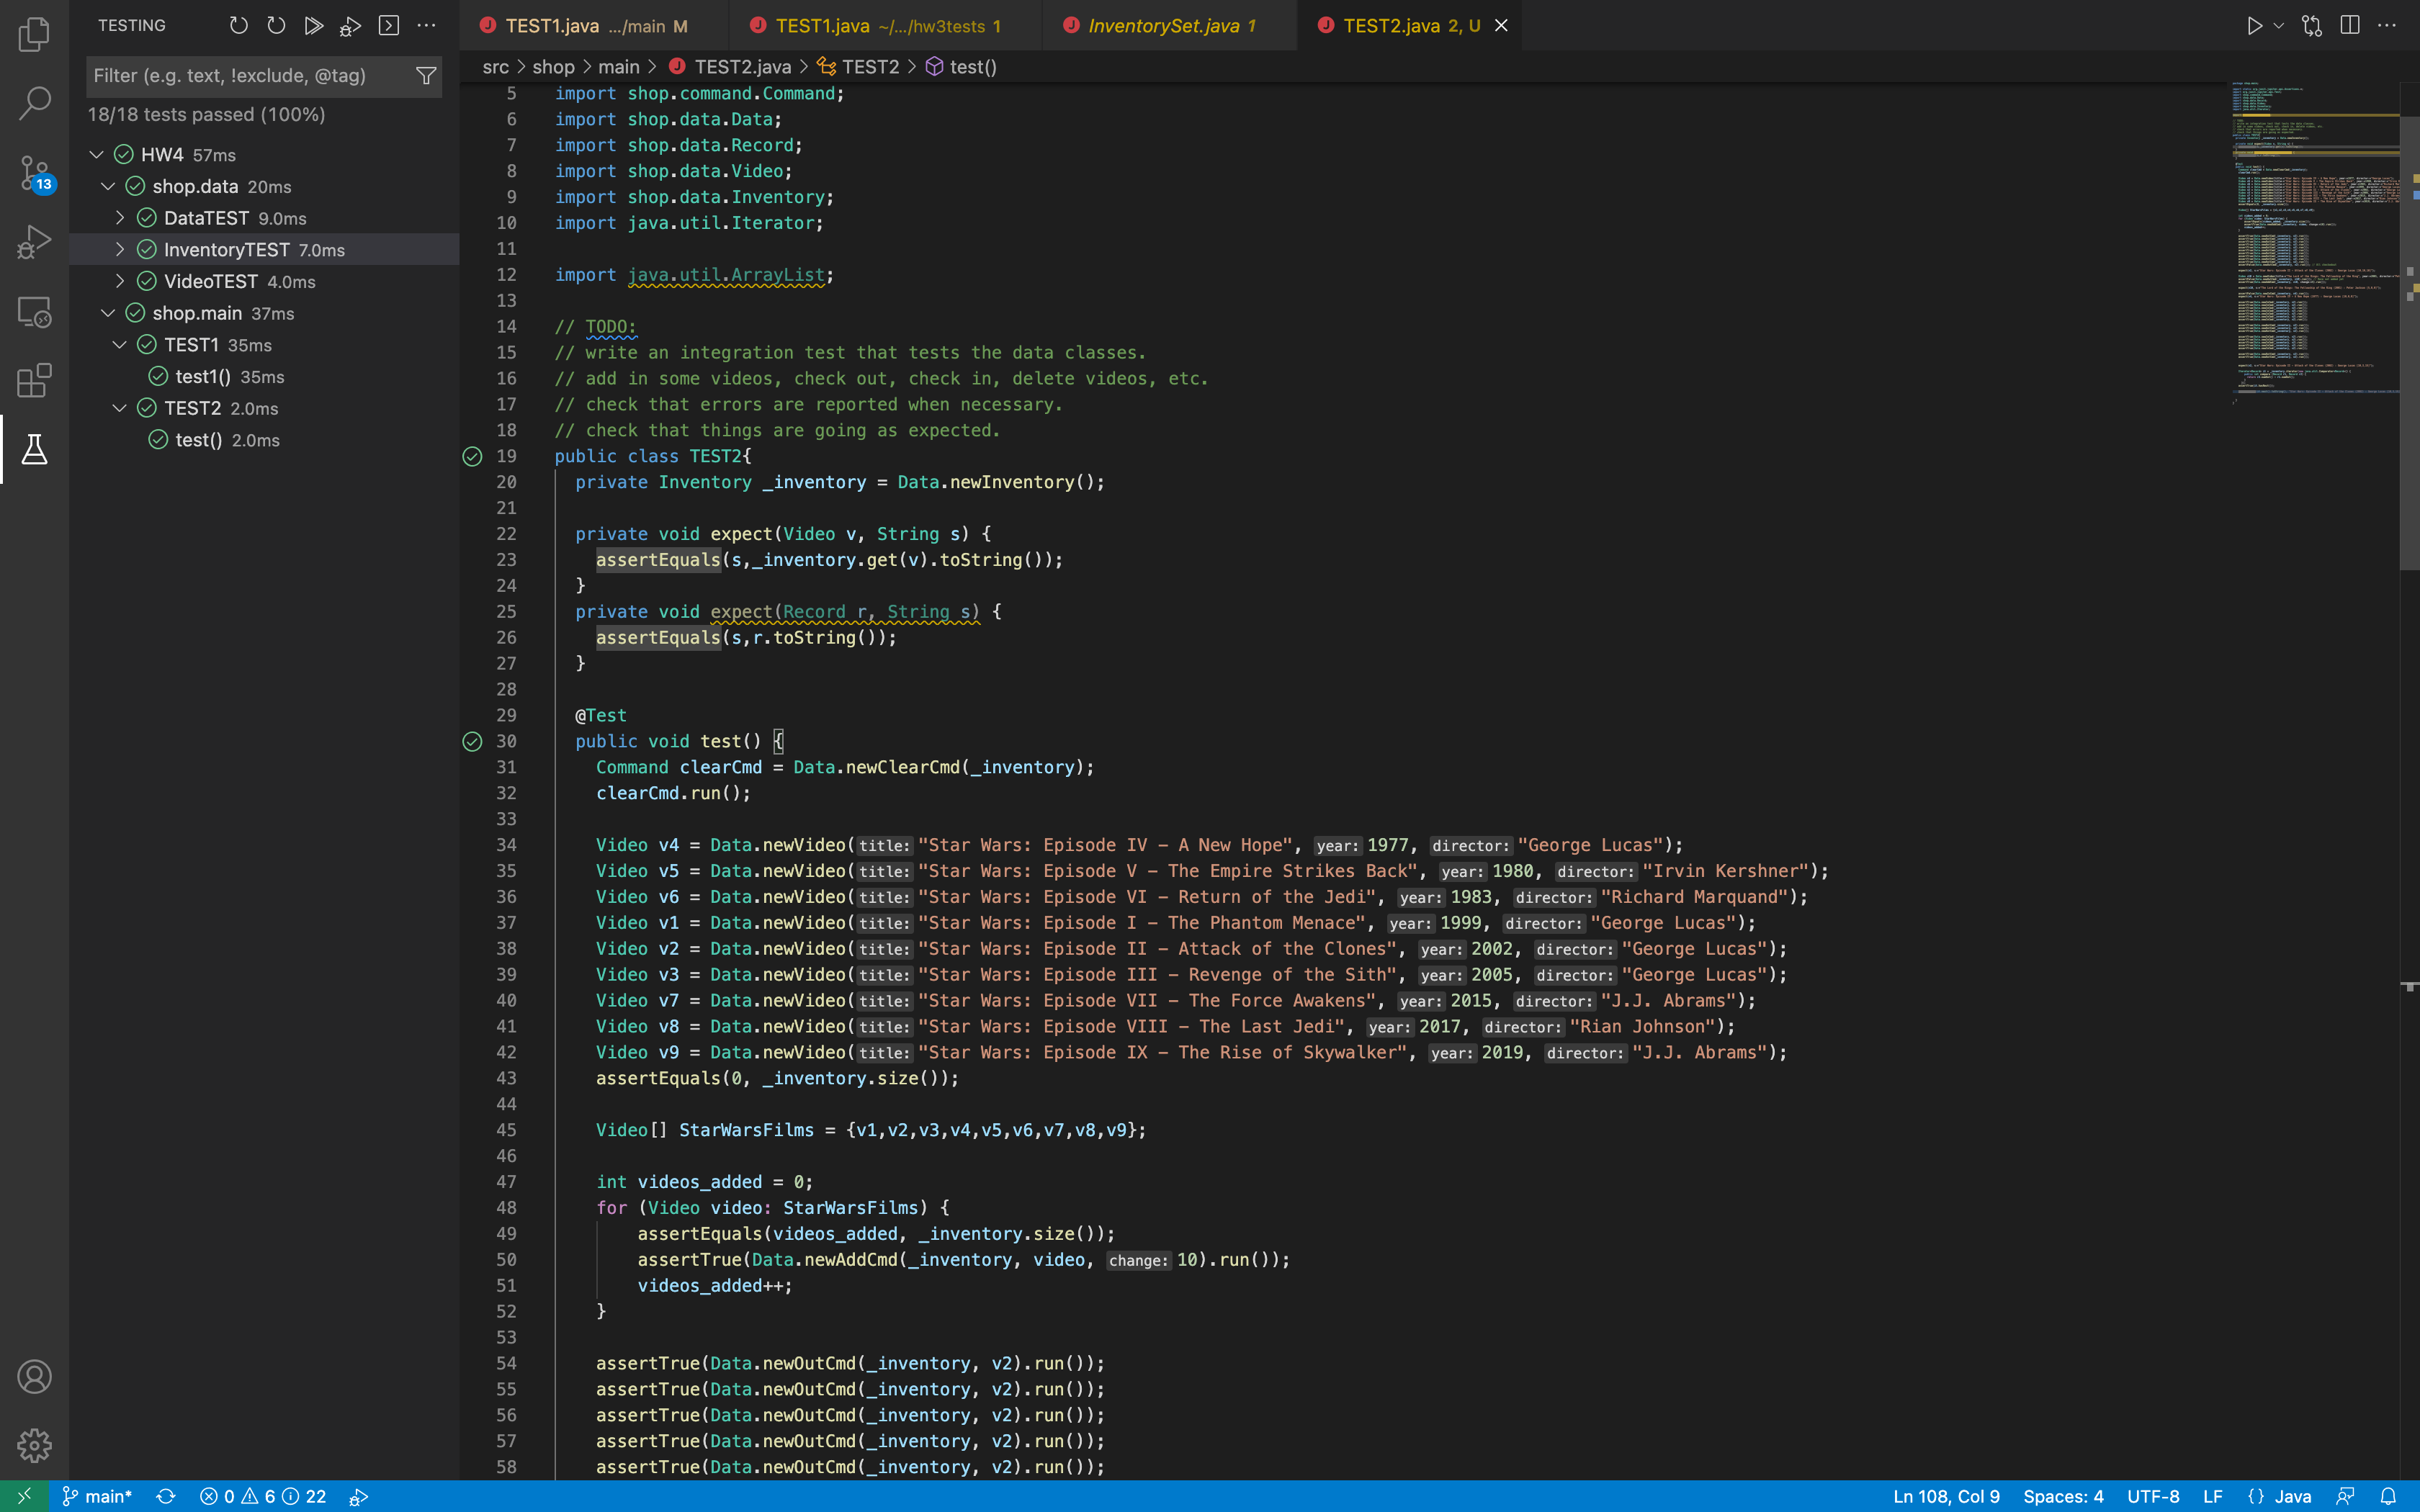 TESTING
Filter (e.g. text, !exclude, @tag)
18/18 tests passed (100%)
HW4 57ms
shop.data 20ms
DataTEST 9.0ms
InventoryTEST 7.0ms
VideoTEST 4.0ms
shop.main 37ms
TEST1 35ms
test1() 35ms
TEST2 2.0ms
test() 2.0ms
13
TEST1.java .../main M
TEST1.java ~/.../hw3tests 1
InventorySet.java 1
TEST2.java 2, U
src > shop > main > TEST2.java > TEST2 > test()
5 import shop.command.Command;
6 import shop.data.Data;
7 import shop.data.Record;
8 import shop.data.Video;
9 import shop.data.Inventory;
10 import java.util.Iterator;
11
12 import java.util.ArrayList;
13
14 // TODO:
15 // write an integration test that tests the data classes.
16 // add in some videos, check out, check in, delete videos, etc.
17 // check that errors are reported when necessary.
18 // check that things are going as expected.
19 public class TEST2{
20 private Inventory _inventory = Data.newInventory();
21
22 private void expect(Video v, String s) {
23 assertEquals(s,_inventory.get(v).toString());
24 }
25 private void expect(Record r, String s) {
26 assertEquals(s,r.toString());
27 }
28
29 @Test
30 public void test() {
31 Command clearCmd = Data.newClearCmd(_inventory);
32 clearCmd.run();
33
34 Video v4 = Data.newVideo(title: "Star Wars: Episode IV – A New Hope", year: 1977, director: "George Lucas");
35 Video v5 = Data.newVideo(title: "Star Wars: Episode V – The Empire Strikes Back", year: 1980, director: "Irvin Kershner");
36 Video v6 = Data.newVideo(title: "Star Wars: Episode VI – Return of the Jedi", year: 1983, director: "Richard Marquand");
37 Video v1 = Data.newVideo(title: "Star Wars: Episode I – The Phantom Menace", year: 1999, director: "George Lucas");
38 Video v2 = Data.newVideo(title: "Star Wars: Episode II – Attack of the Clones", year: 2002, director: "George Lucas");
39 Video v3 = Data.newVideo(title: "Star Wars: Episode III – Revenge of the Sith", year: 2005, director: "George Lucas");
40 Video v7 = Data.newVideo(title: "Star Wars: Episode VII – The Force Awakens", year: 2015, director: "J.J. Abrams");
41 Video v8 = Data.newVideo(title: "Star Wars: Episode VIII – The Last Jedi", year: 2017, director: "Rian Johnson");
42 Video v9 = Data.newVideo(title: "Star Wars: Episode IX – The Rise of Skywalker", year: 2019, director: "J.J. Abrams");
43 assertEquals(0, _inventory.size());
44
45 Video[] StarWarsFilms = {v1,v2,v3,v4,v5,v6,v7,v8,v9};
46
47 int videos_added = 0;
48 for (Video video: StarWarsFilms) {
49 assertEquals(videos_added, _inventory.size());
50 assertTrue(Data.newAddCmd(_inventory, video, change: 10).run());
51 videos_added++;
52 }
53
54 assertTrue(Data.newOutCmd(_inventory, v2).run());
55 assertTrue(Data.newOutCmd(_inventory, v2).run());
56 assertTrue(Data.newOutCmd(_inventory, v2).run());
57 assertTrue(Data.newOutCmd(_inventory, v2).run());
58 assertTrue(Data.newOutCmd(_inventory, v2).run());
main* 0 6 22 Ln 108, Col 9 Spaces: 4 UTF-8 LF {} Java